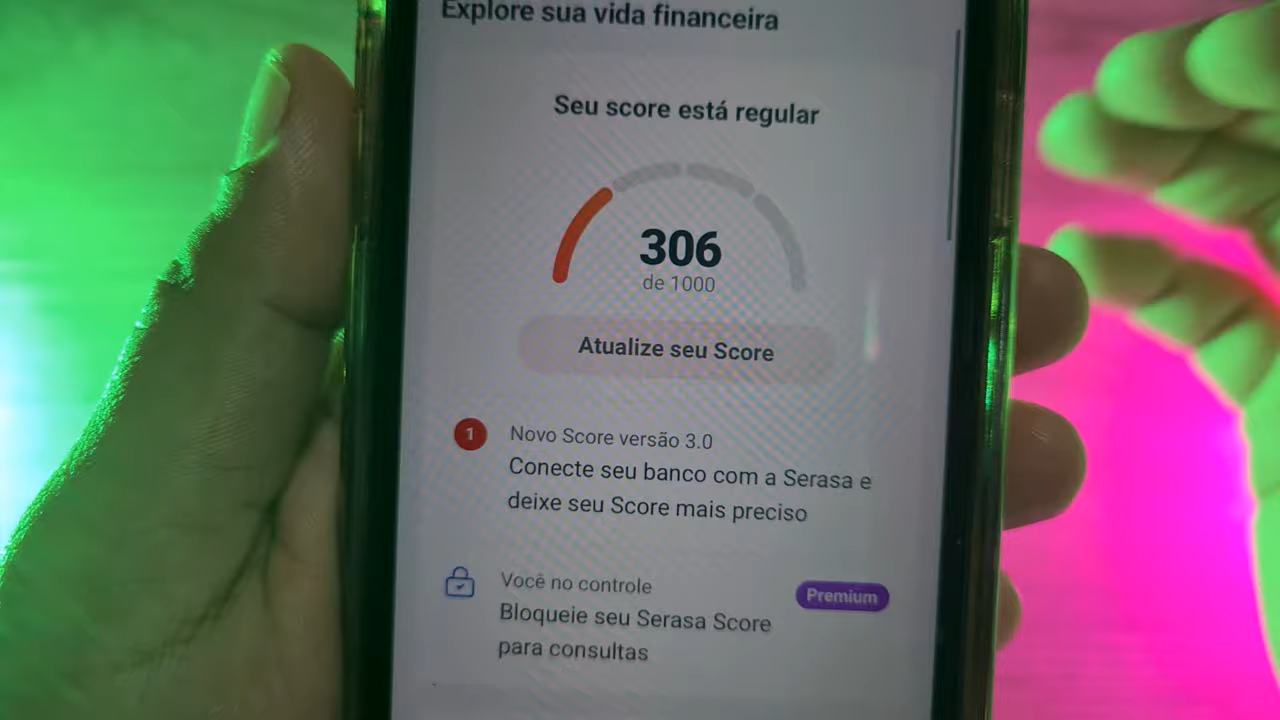 Explore sua vida financeira
Seu score está regular
306
de 1000
Atualize seu Score
1
Novo Score versão 3.0
Conecte seu banco com a Serasa e
deixe seu Score mais preciso
Você no controle
Premium
Bloqueie seu Serasa Score
para consultas